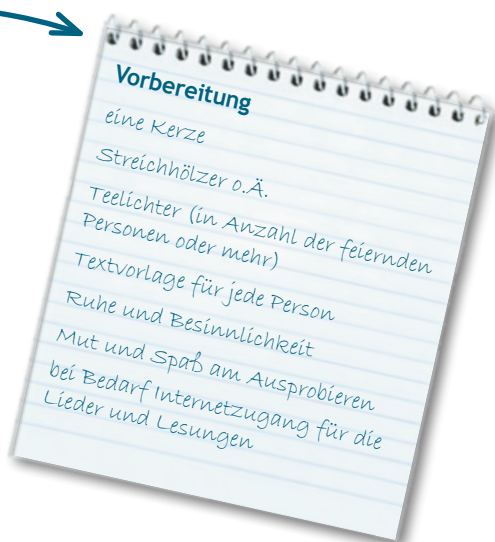 Vorbereitung
eine Kerze
Streichhölzer o.Ä.
Teelichter (in Anzahl der feiernden
Personen oder mehr)
Textvorlage für jede Person
Ruhe und Besinnlichkeit
Mut und Spaß am Ausprobieren
bei Bedarf Internetzugang für die
Lieder und Lesungen